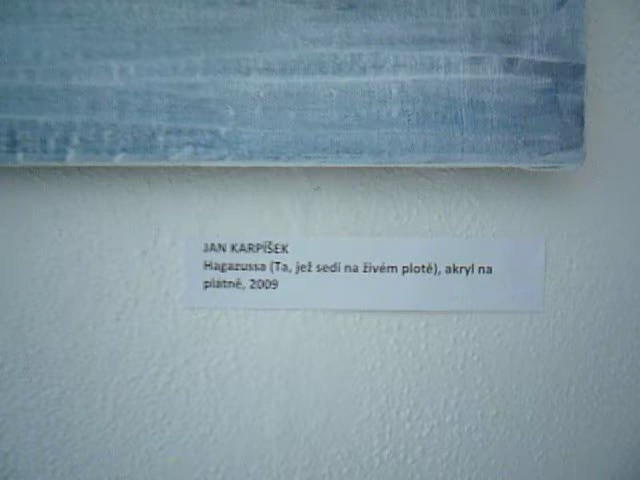 JAN KARPÍŠEK
Hagazussa (Ta, jež sedí na živém plotě), akryl na
plátně, 2009